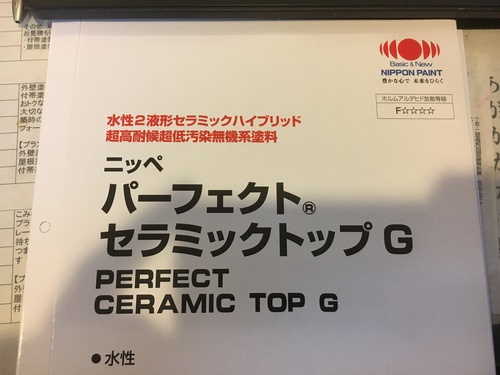 Basic & New
NIPPON PAINT
豊かな心で 未来をひらく
ホルムアルデヒド放散等級
F☆☆☆☆
水性2液形セラミックハイブリッド
超高耐候超低汚染無機系塗料
ニッペ
パーフェクト®
セラミックトップ G
PERFECT
CERAMIC TOP G
●水性